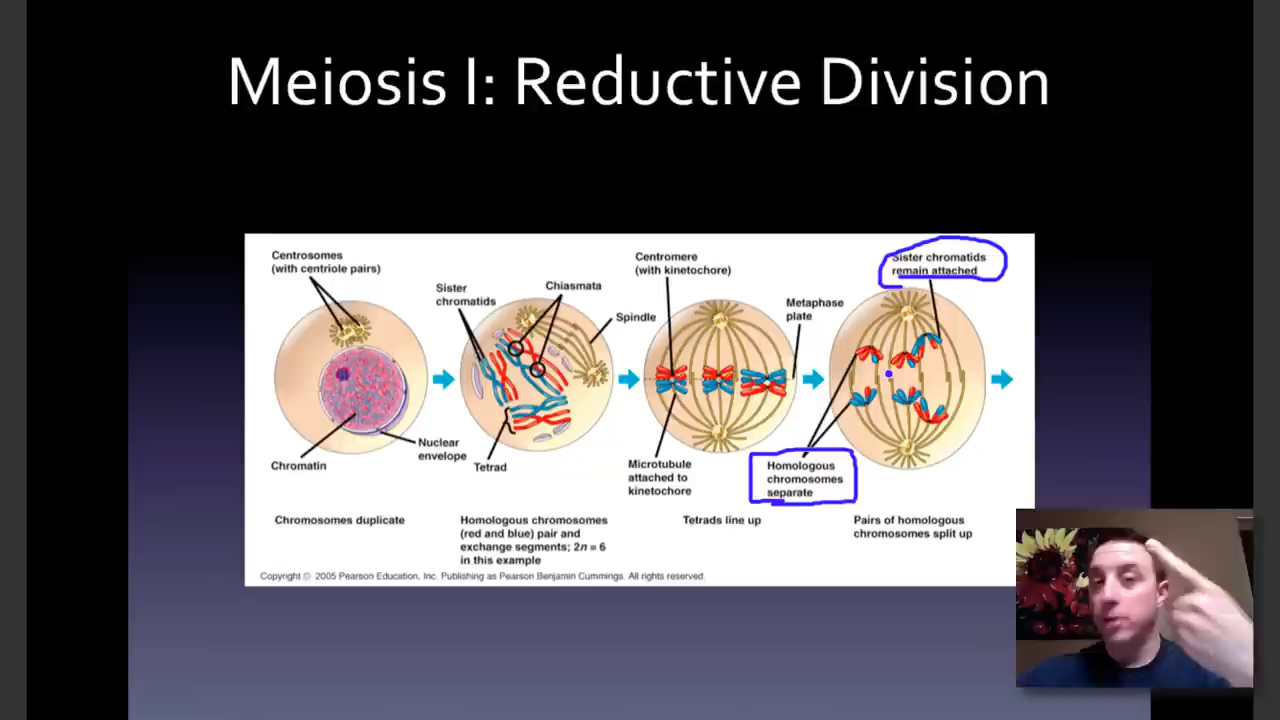 Meiosis I: Reductive Division
Centrosomes
(with centriole pairs)
Sister
chromatids
Chiasmata
Spindle
Centromere
(with kinetochore)
Metaphase
plate
Sister chromatids
remain attached
Chromatin
Nuclear
envelope
Tetrad
Microtubule
attached to
kinetochore
Homologous
chromosomes
separate
Chromosomes duplicate
Homologous chromosomes
(red and blue) pair and
exchange segments; 2n = 6
in this example
Tetrads line up
Pairs of homologous
chromosomes split up
Copyright © 2005 Pearson Education, Inc. Publishing as Pearson Benjamin Cummings. All rights reserved.